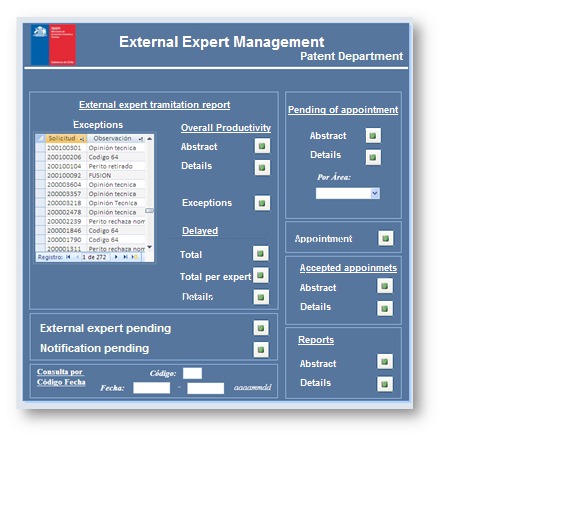 External Expert Management
Patent Department
External expert tramitation report
Exceptions
Solicitud Observación
200100301 Opinión tecnica
200100206 Codigo 64
200100104 Perito retirado
200100092 FUSION
200003604 Opinión tecnica
200003357 Opinión tecnica
200003218 Opinión Tecnica
200002478 Opinión tecnica
200002239 Perito rechaza nom
200001846 Codigo 64
200001790 Codigo 64
200001311 Perito rechaza nom
Registro: 1 de 272
Overall Productivity
Abstract
Details
Exceptions
Delayed
Total
Total per expert
Details
Pending of appointment
Abstract
Details
Por Área:
Appointment
Accepted appoinmets
Abstract
Details
External expert pending
Notification pending
Reports
Abstract
Details
Consulta por
Código Fecha
Código:
Fecha: - aaaammdd